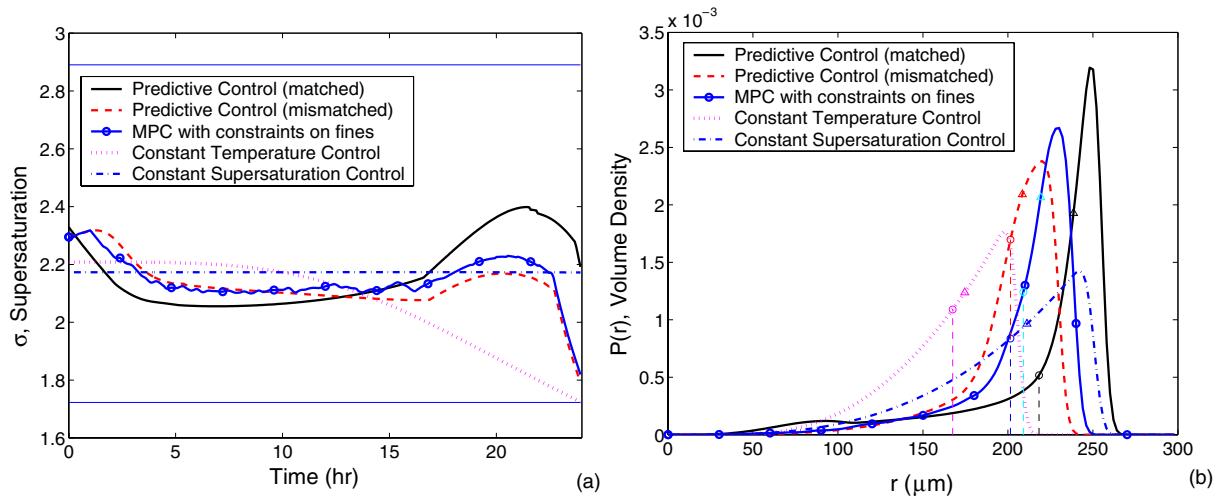 3
2.8
2.6
2.4
2.2
2
1.8
1.6
σ, Supersaturation
Predictive Control (matched)
Predictive Control (mismatched)
MPC with constraints on fines
Constant Temperature Control
Constant Supersaturation Control
0
5
10
15
20
Time (hr)
(a)
x 10⁻³
3.5
3
2.5
2
1.5
1
0.5
0
P(r), Volume Density
Predictive Control (matched)
Predictive Control (mismatched)
MPC with constraints on fines
Constant Temperature Control
Constant Supersaturation Control
0
50
100
150
200
250
300
r (μm)
(b)